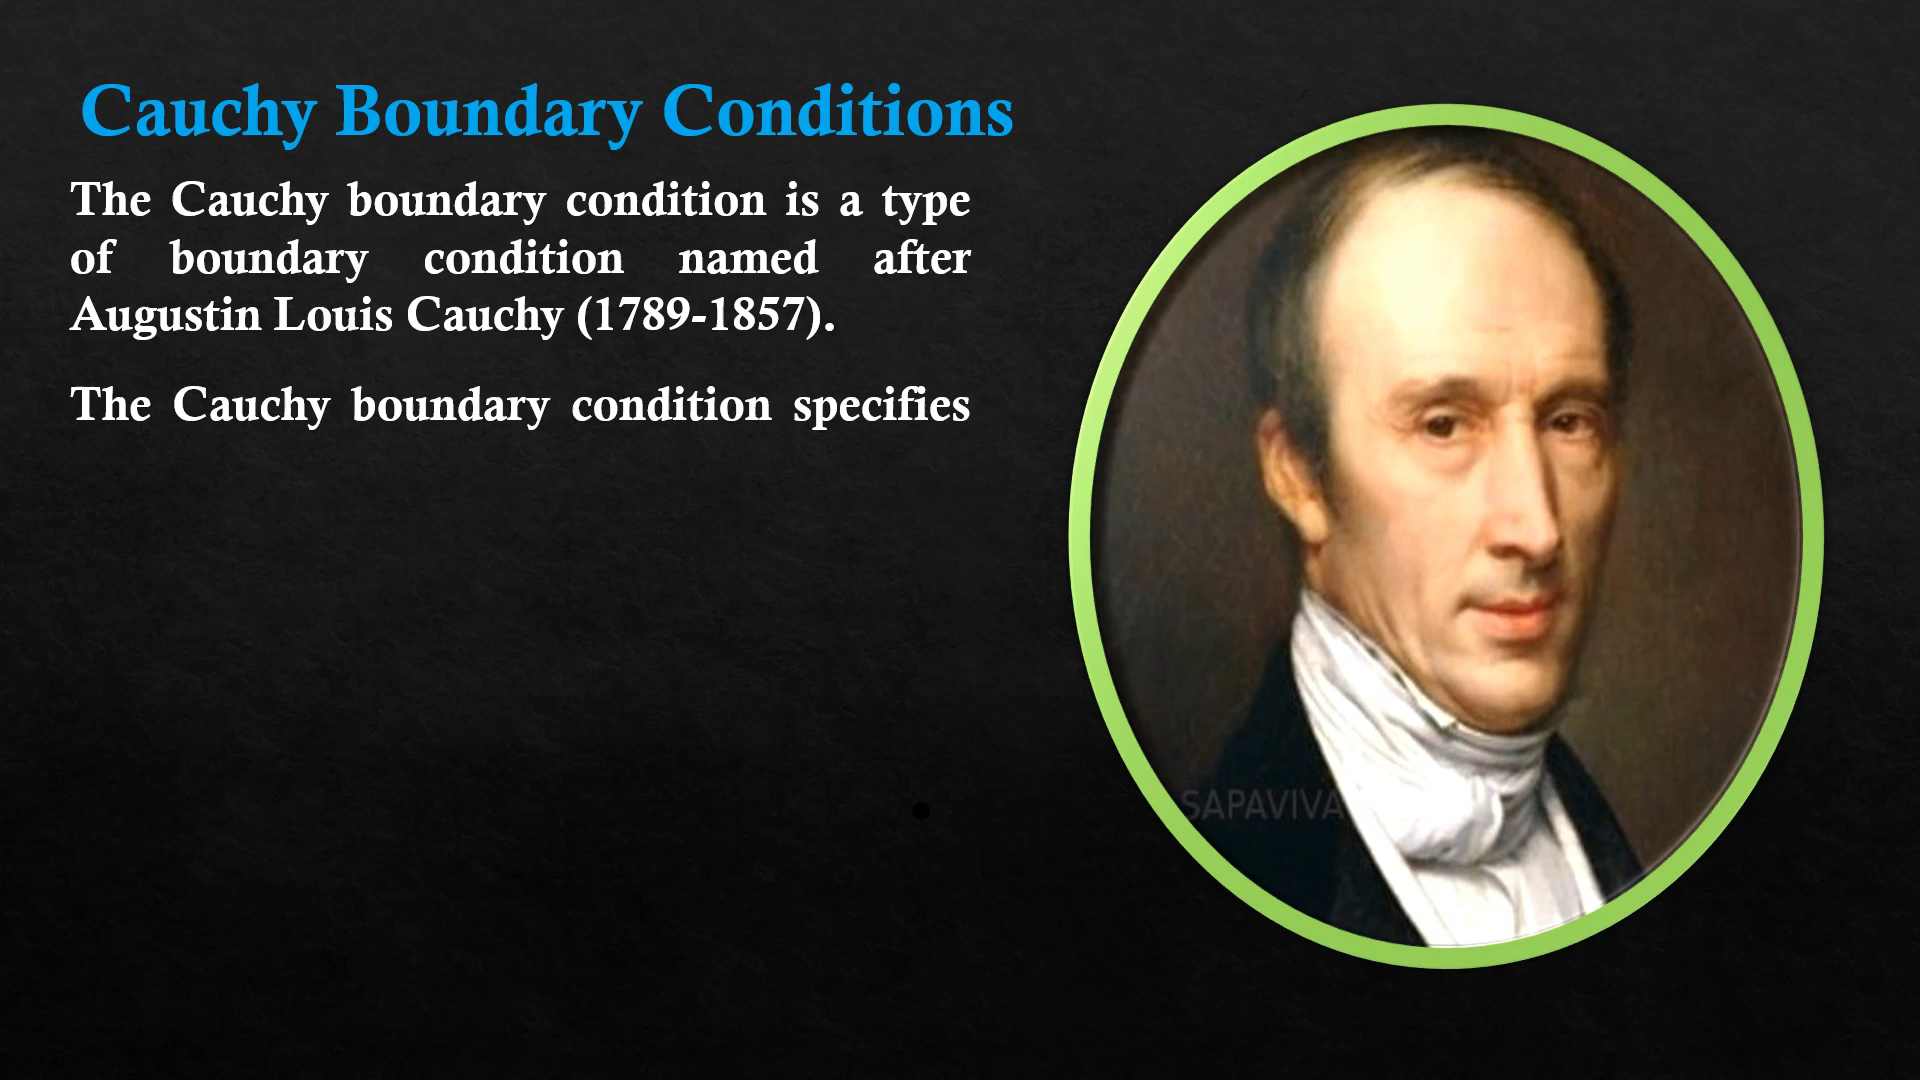 Cauchy Boundary Conditions
The Cauchy boundary condition is a type
of boundary condition named after
Augustin Louis Cauchy (1789-1857).
The Cauchy boundary condition specifies
SAPAVIVA